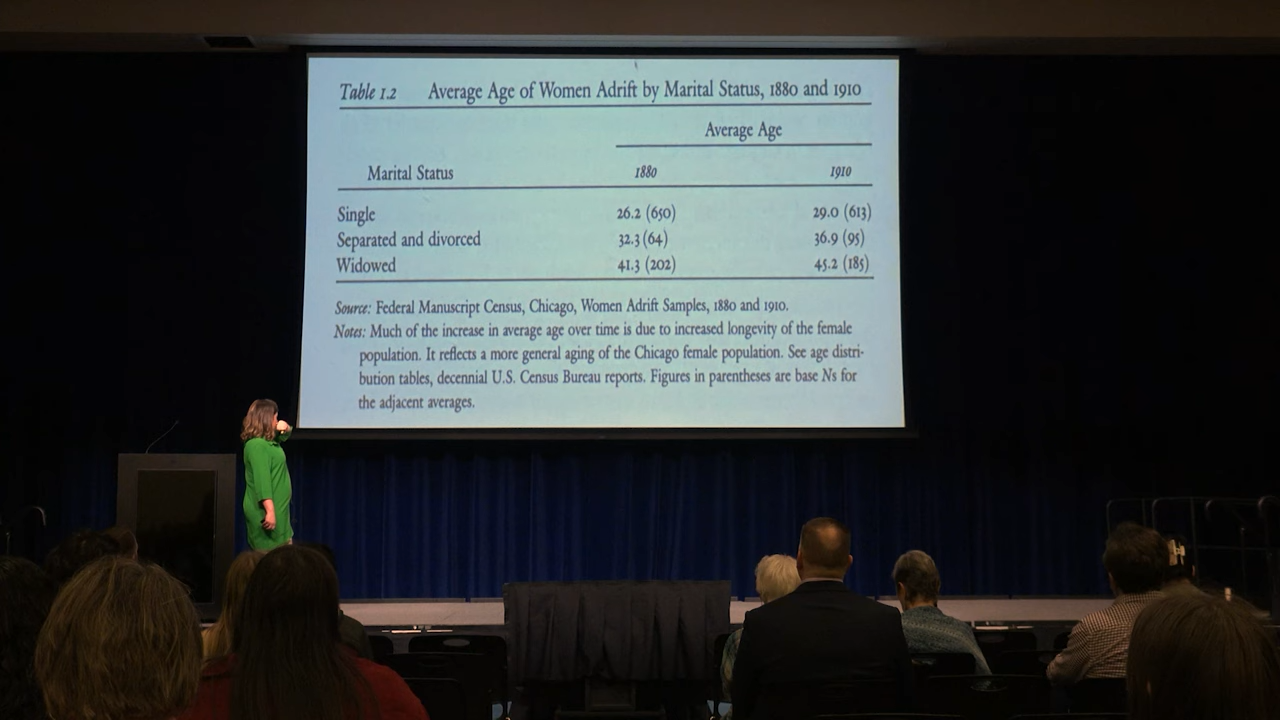 Table 1.2 Average Age of Women Adrift by Marital Status, 1880 and 1910
Average Age
Marital Status 1880 1910
Single 26.2 (650) 29.0 (613)
Separated and divorced 32.3 (64) 36.9 (95)
Widowed 41.3 (202) 45.2 (185)
Source: Federal Manuscript Census, Chicago, Women Adrift Samples, 1880 and 1910.
Notes: Much of the increase in average age over time is due to increased longevity of the female
population. It reflects a more general aging of the Chicago female population. See age distri-
bution tables, decennial U.S. Census Bureau reports. Figures in parentheses are base Ns for
the adjacent averages.